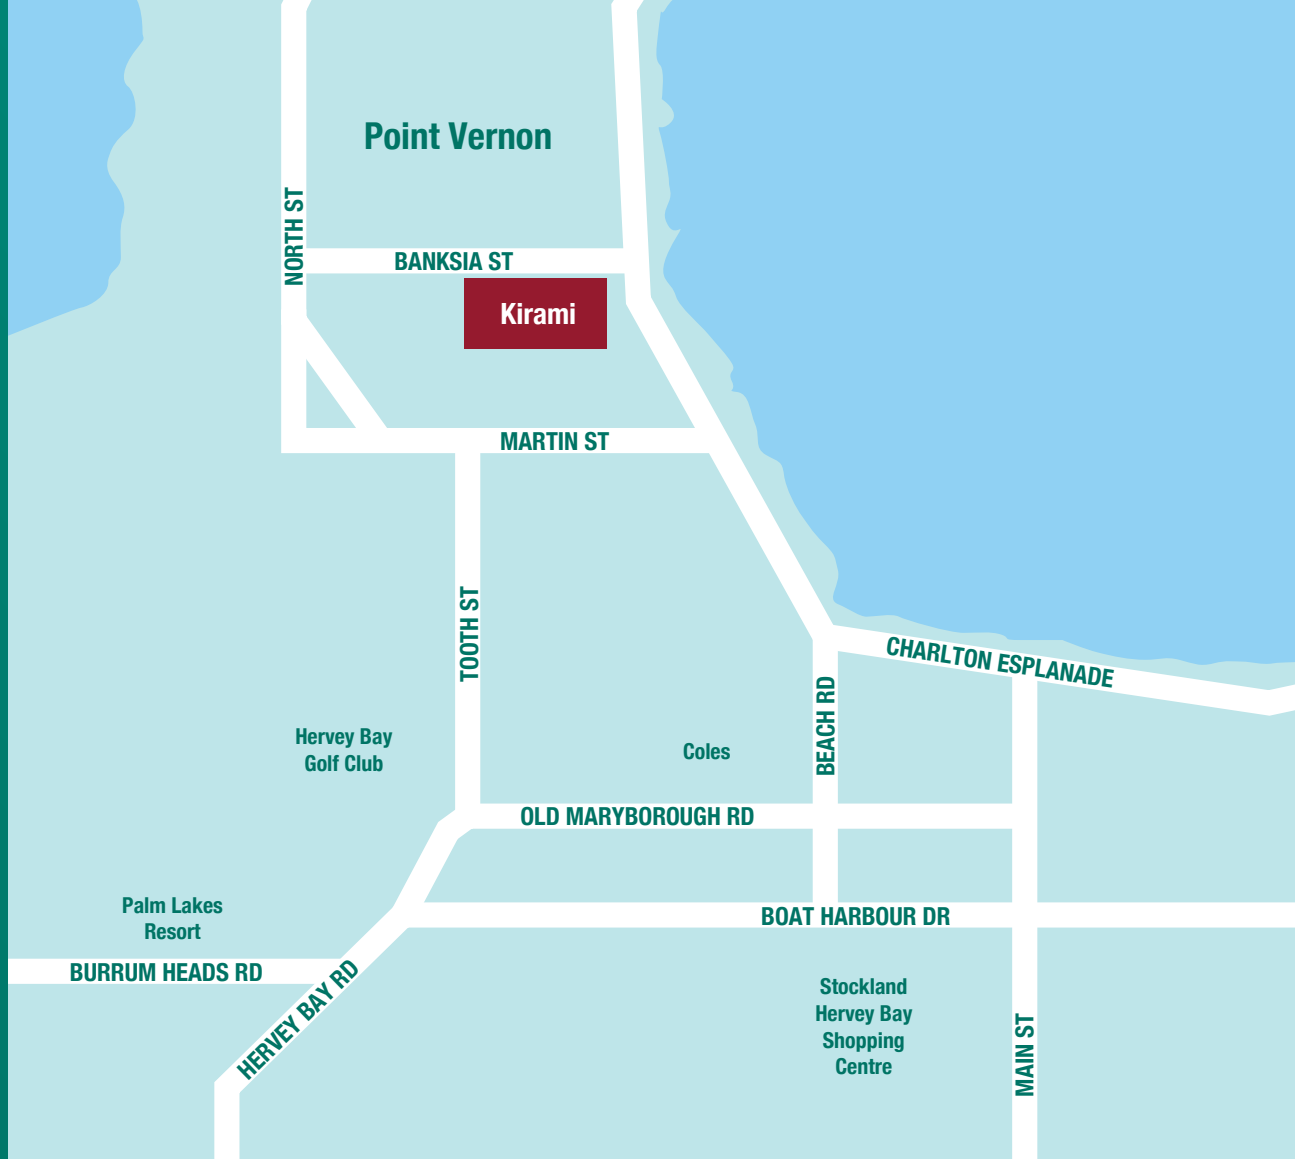 Point Vernon
NORTH ST
BANKSIA ST
Kirami
MARTIN ST
TOOTH ST
CHARLTON ESPLANADE
BEACH RD
Hervey Bay
Golf Club
Coles
OLD MARYBOROUGH RD
Palm Lakes
Resort
BOAT HARBOUR DR
BURRUM HEADS RD
HERVEY BAY RD
Stockland
Hervey Bay
Shopping
Centre
MAIN ST